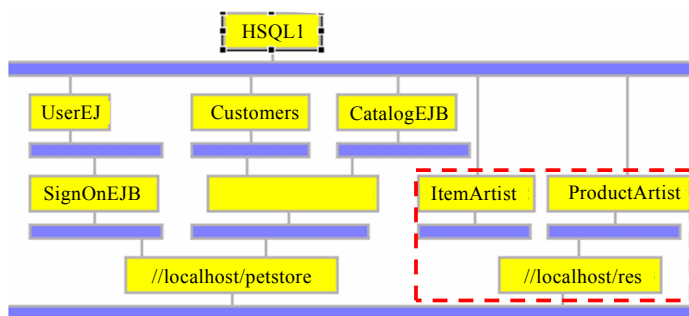 HSQL1
UserEJ
Customers
CatalogEJB
SignOnEJB
ItemArtist
ProductArtist
//localhost/petstore
//localhost/res